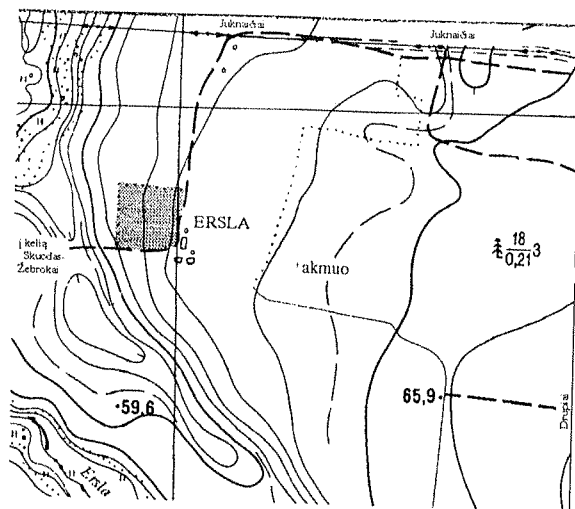 Juknaičiai
Juknaičiai
ERSLA
į kelią
Skuodas-
Žebrokai
akmuo
18
0,21
3
59,6
65,9
Drupiai
Ersla